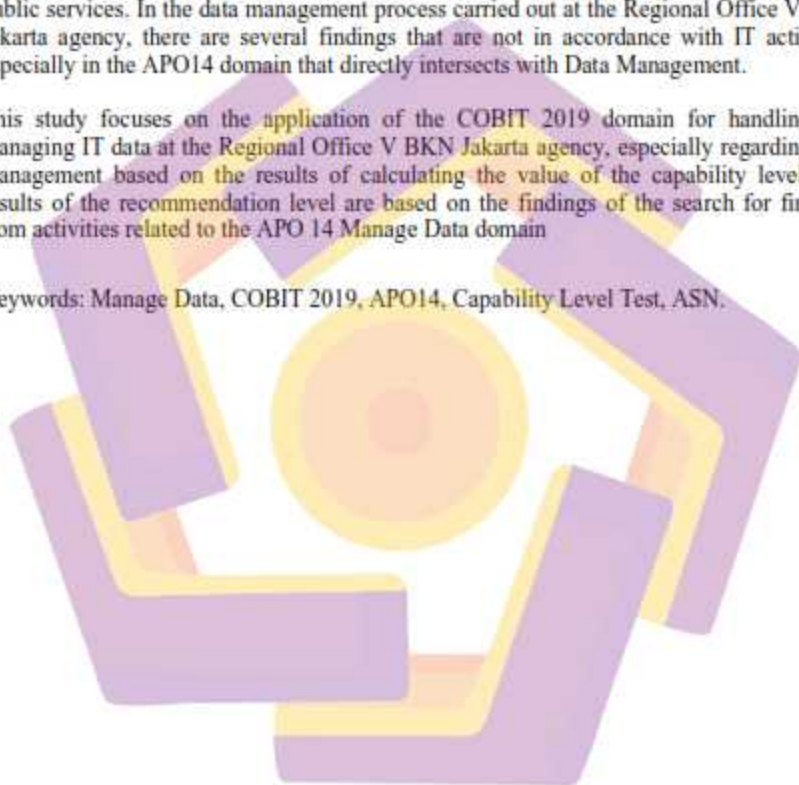 ublic services. In the data management process carried out at the Regional Office V
karta agency, there are several findings that are not in accordance with IT acti
pecially in the APO14 domain that directly intersects with Data Management.
his study focuses on the application of the COBIT 2019 domain for handlin
anaging IT data at the Regional Office V BKN Jakarta agency, especially regardin
anagement based on the results of calculating the value of the capability level
sults of the recommendation level are based on the findings of the search for fin
om activities related to the APO 14 Manage Data domain
eywords: Manage Data, COBIT 2019, APO14, Capability Level Test, ASN.